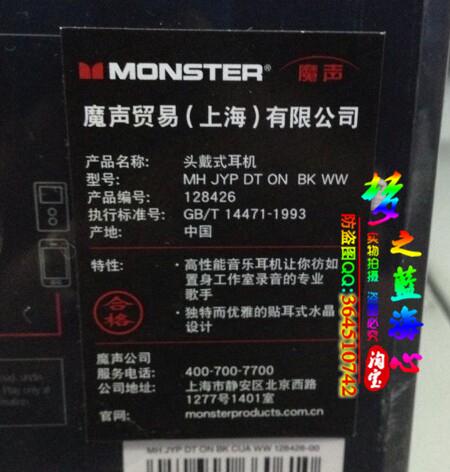 MONSTER® 魔声
魔声贸易(上海)有限公司
产品名称: 头戴式耳机
型号: MH JYP DT ON BK WW
产品编号: 128426
执行标准号: GB/T 14471-1993
产地: 中国
特性: ·高性能音乐耳机让你彷如
置身工作室录音的专业
歌手
·独特而优雅的贴耳式水晶
设计
合格
魔声公司
服务电话: 400-700-7700
公司地址: 上海市静安区北京西路
1277号1401室
官网: monsterproducts.com.cn
MH JYP DT ON BK CUA WW 128426-00
梦之蓝海心
实物拍摄 盗图必究
防盗图QQ:364510742
淘宝